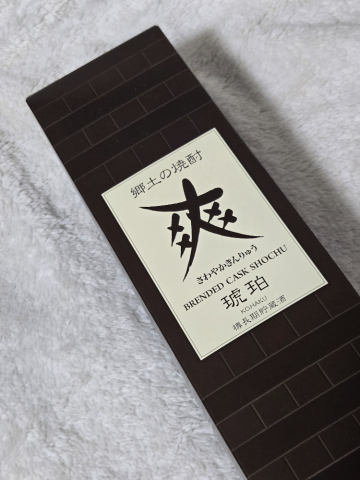 郷土の焼酎
爽
さわやかきんりゅう
BRENDED CASK SHOCHU
琥珀
KOHAKU
樽長期貯蔵酒